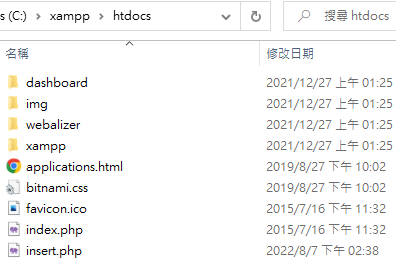 s (C:) › xampp › htdocs
搜尋 htdocs
名稱 修改日期
dashboard 2021/12/27 上午 01:25
img 2021/12/27 上午 01:25
webalizer 2021/12/27 上午 01:25
xampp 2021/12/27 上午 01:25
applications.html 2019/8/27 下午 10:02
bitnami.css 2019/8/27 下午 10:02
favicon.ico 2015/7/16 下午 11:32
index.php 2015/7/16 下午 11:32
insert.php 2022/8/7 下午 02:38